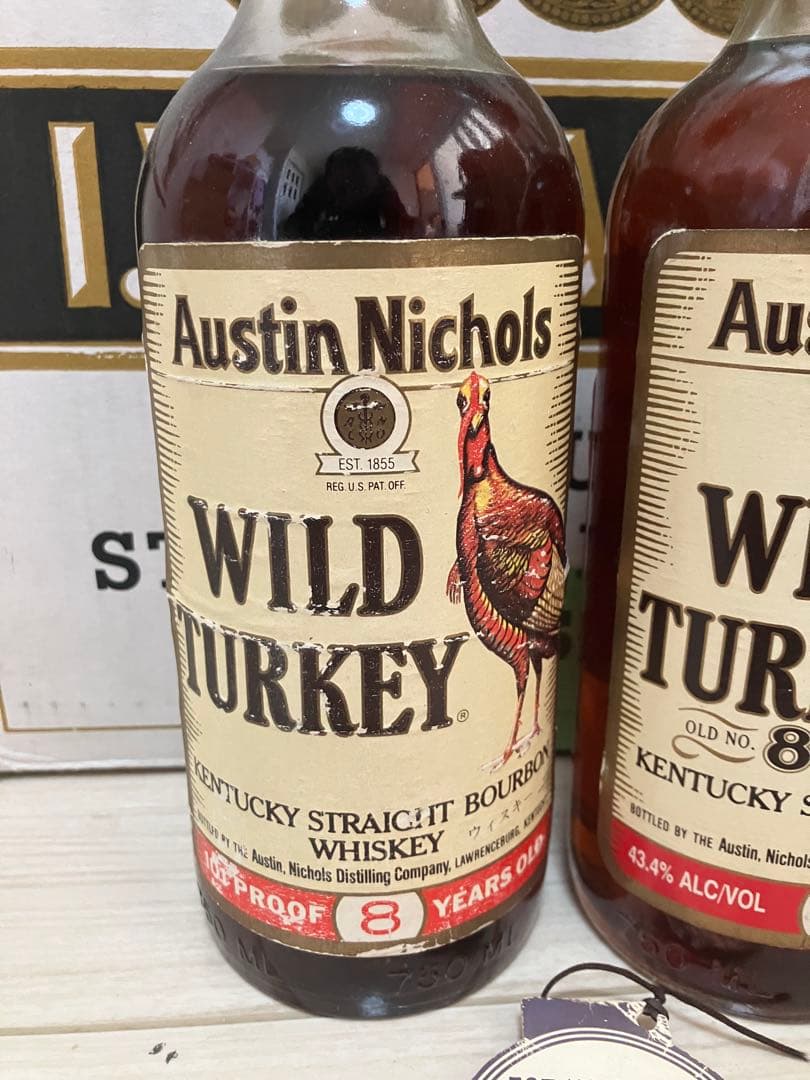 Austin Nichols
EST. 1855
REG. U.S. PAT. OFF.
WILD
TURKEY®
KENTUCKY STRAIGHT BOURBON
WHISKEY ウィスキー
BOTTLED BY THE Austin, Nichols Distilling Company, LAWRENCEBURG, KENTUCKY
101 PROOF 8 YEARS OLD
750 ML
Aus
WI
TUR
OLD NO. 8
KENTUCKY S
BOTTLED BY THE Austin, Nichols
43.4% ALC/VOL